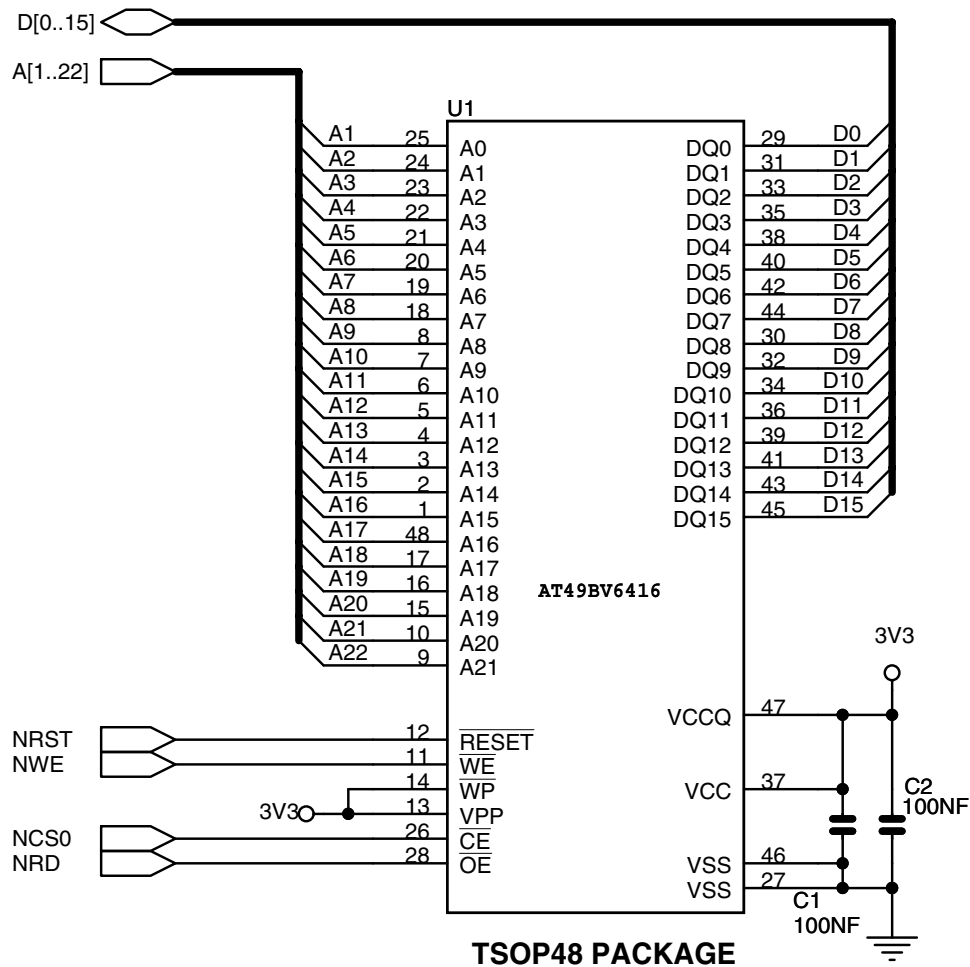 D[0..15]
A[1..22]
U1
A1 25 A0 DQ0 29 D0
A2 24 A1 DQ1 31 D1
A3 23 A2 DQ2 33 D2
A4 22 A3 DQ3 35 D3
A5 21 A4 DQ4 38 D4
A6 20 A5 DQ5 40 D5
A7 19 A6 DQ6 42 D6
A8 18 A7 DQ7 44 D7
A9 8 A8 DQ8 30 D8
A10 7 A9 DQ9 32 D9
A11 6 A10 DQ10 34 D10
A12 5 A11 DQ11 36 D11
A13 4 A12 DQ12 39 D12
A14 3 A13 DQ13 41 D13
A15 2 A14 DQ14 43 D14
A16 1 A15 DQ15 45 D15
A17 48 A16
A18 17 A17
A19 16 A18
AT49BV6416
A20 15 A19
A21 10 A20
A22 9 A21
3V3
VCCQ 47
NRST 12 RESET
NWE 11 WE
14 WP VCC 37
3V3 13 VPP
C2
100NF
NCS0 26 CE
NRD 28 OE
VSS 46
VSS 27
C1
100NF
TSOP48 PACKAGE